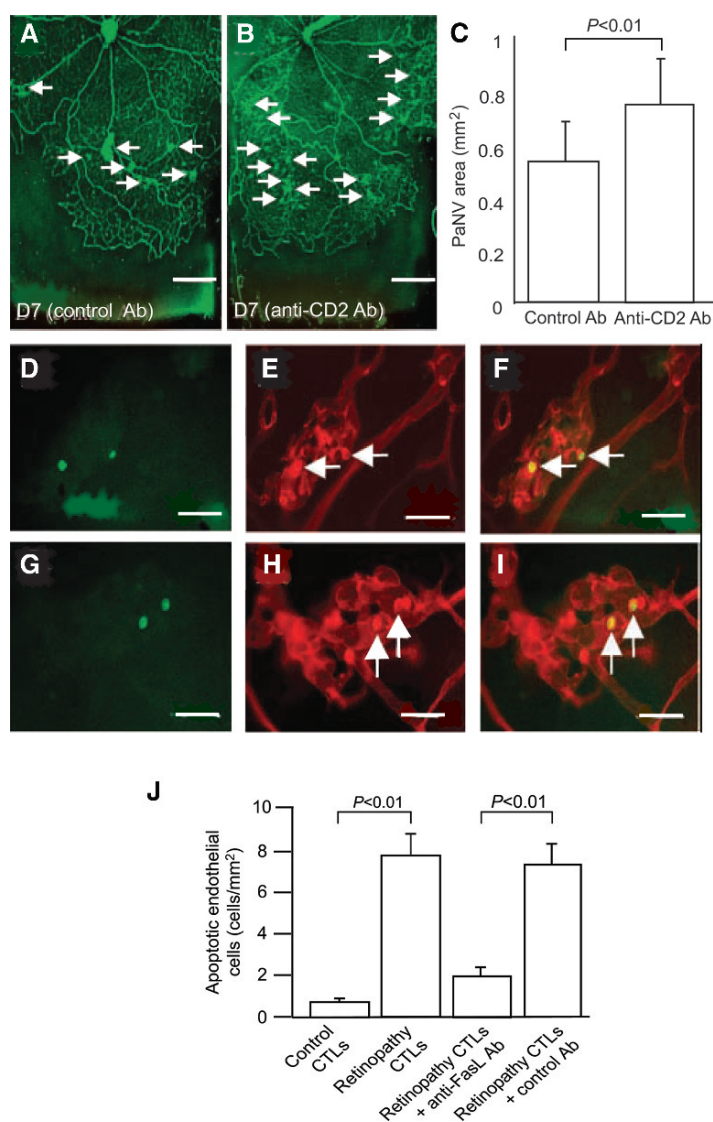 A
B
D7 (control Ab)
D7 (anti-CD2 Ab)
C
P<0.01
PaNV area (mm²)
1
0.8
0.6
0.4
0.2
0
Control Ab
Anti-CD2 Ab
D
E
F
G
H
I
J
P<0.01
P<0.01
Apoptotic endothelial
cells (cells/mm²)
10
8
6
4
2
0
Control
CTLs
Retinopathy
CTLs
Retinopathy CTLs
+ anti-FasL Ab
Retinopathy CTLs
+ control Ab